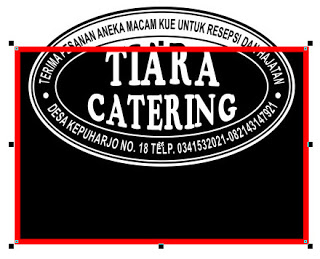 TERIMA PESANAN ANEKA MACAM KUE UNTUK RESEPSI DAN HAJATAN
TIARA
CATERING
DESA KEPUHARJO NO. 18 TELP. 0341532021-082143147921